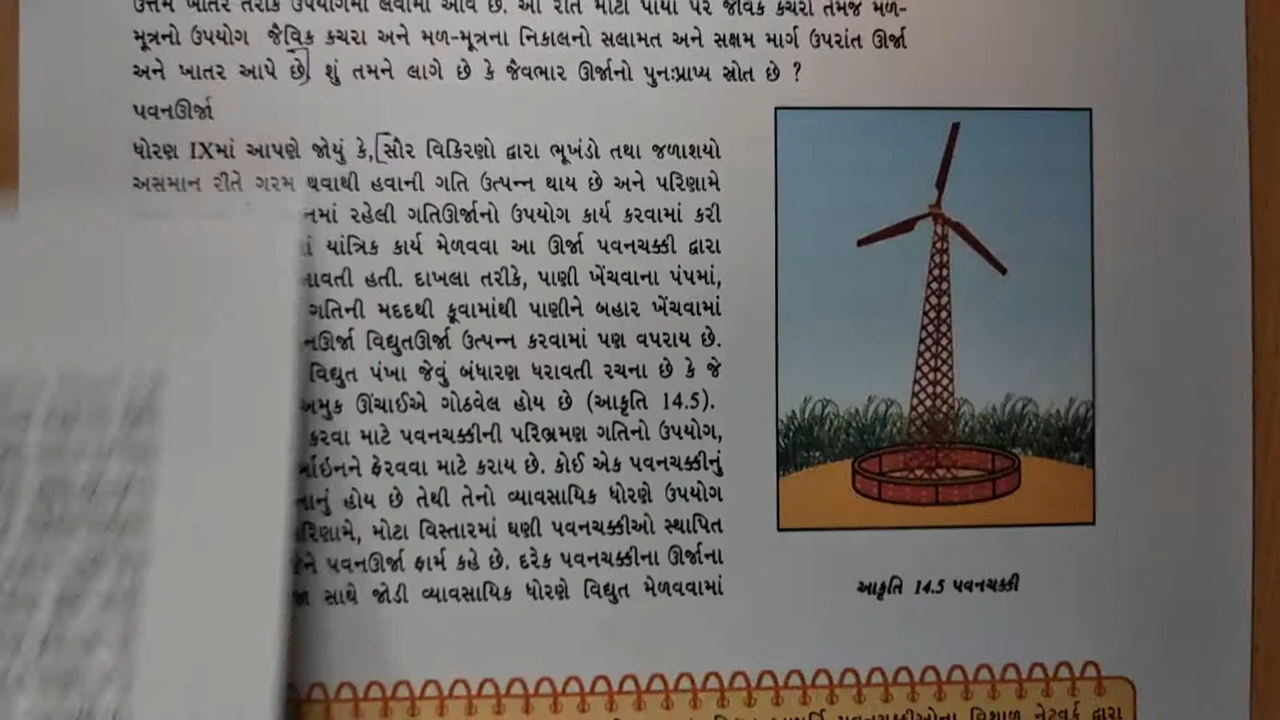 ઉત્તમ ખાતર તરીકે ઉપયોગમાં લેવામાં આવે છે. આ રીતે મોટા પાયા પર જૈવિક કચરા તેમજ મળ-
મૂત્રનો ઉપયોગ જૈવિક કચરા અને મળ-મૂત્રના નિકાલનો સલામત અને સક્ષમ માર્ગ ઉપરાંત ઊર્જા
અને ખાતર આપે છે. શું તમને લાગે છે કે જૈવભાર ઊર્જાનો પુનઃપ્રાપ્ય સ્રોત છે ?
પવનઊર્જા
ધોરણ IXમાં આપણે જોયું કે, સૌર વિકિરણો દ્વારા ભૂખંડો તથા જળાશયો
અસમાન રીતે ગરમ થવાથી હવાની ગતિ ઉત્પન્ન થાય છે અને પરિણામે
રહેલી ગતિઊર્જાનો ઉપયોગ કાર્ય કરવામાં કરી
યાંત્રિક કાર્ય મેળવવા આ ઊર્જા પવનચક્કી દ્વારા
હતી. દાખલા તરીકે, પાણી ખેંચવાના પંપમાં,
ગતિની મદદથી કૂવામાંથી પાણીને બહાર ખેંચવામાં
વિદ્યુતઊર્જા ઉત્પન્ન કરવામાં પણ વપરાય છે.
વિદ્યુત પંખા જેવું બંધારણ ધરાવતી રચના છે કે જે
અમુક ઊંચાઈએ ગોઠવેલ હોય છે (આકૃતિ 14.5).
કરવા માટે પવનચક્કીની પરિભ્રમણ ગતિનો ઉપયોગ,
ફેરવવા માટે કરાય છે. કોઈ એક પવનચક્કીનું
હોય છે તેથી તેનો વ્યાવસાયિક ધોરણે ઉપયોગ
મોટા વિસ્તારમાં ઘણી પવનચક્કીઓ સ્થાપિત
પવનઊર્જા ફાર્મ કહે છે. દરેક પવનચક્કીના ઊર્જાના
સાથે જોડી વ્યાવસાયિક ધોરણે વિદ્યુત મેળવવામાં
આકૃતિ 14.5 પવનચક્કી
પવનચક્કીઓના વિશાળ નેટવર્ક દ્વારા